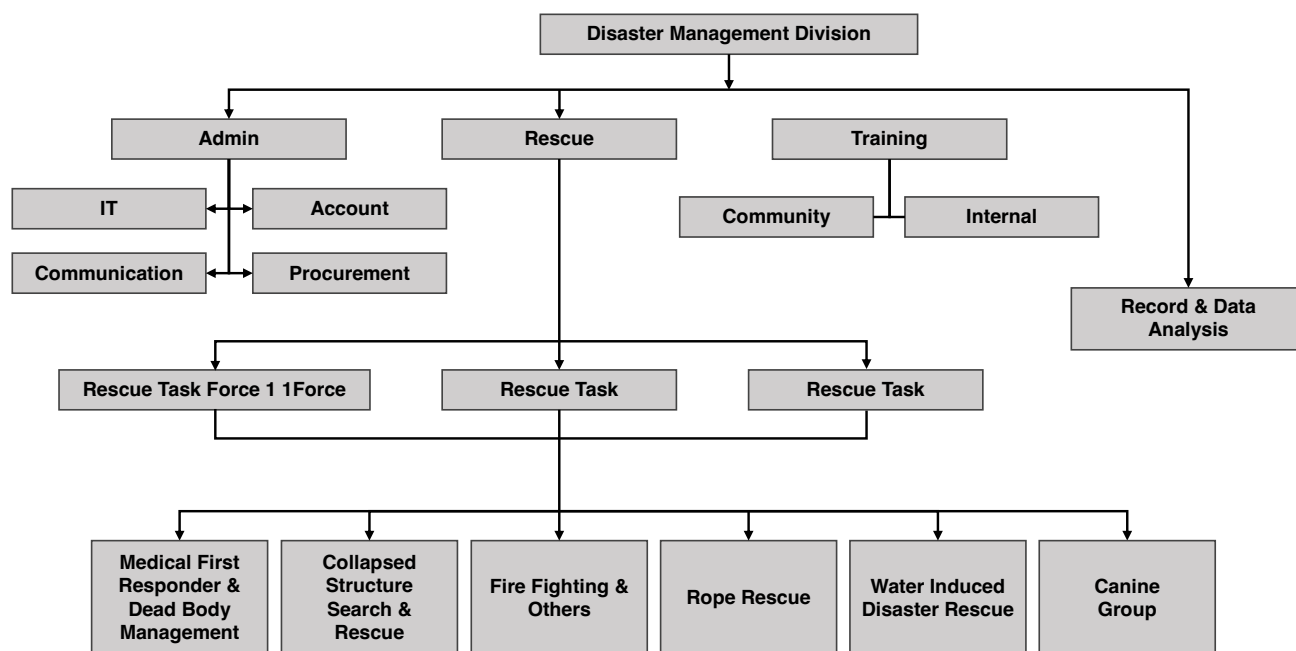 Disaster Management Division
Admin
Rescue
Training
IT
Account
Community
Internal
Communication
Procurement
Record & Data
Analysis
Rescue Task Force 1 1Force
Rescue Task
Rescue Task
Medical First
Responder &
Dead Body
Management
Collapsed
Structure
Search &
Rescue
Fire Fighting &
Others
Rope Rescue
Water Induced
Disaster Rescue
Canine
Group